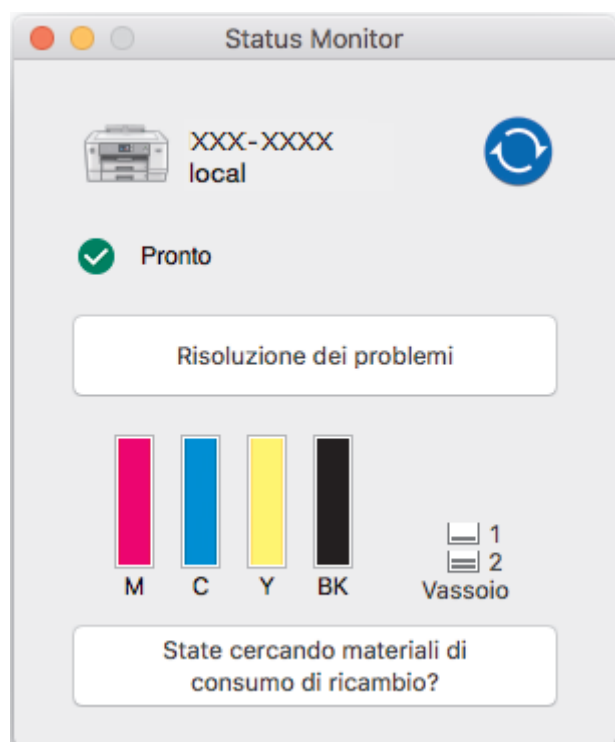 Status Monitor
XXX-XXXX
local
Pronto
Risoluzione dei problemi
M C Y BK
1
2
Vassoio
State cercando materiali di
consumo di ricambio?